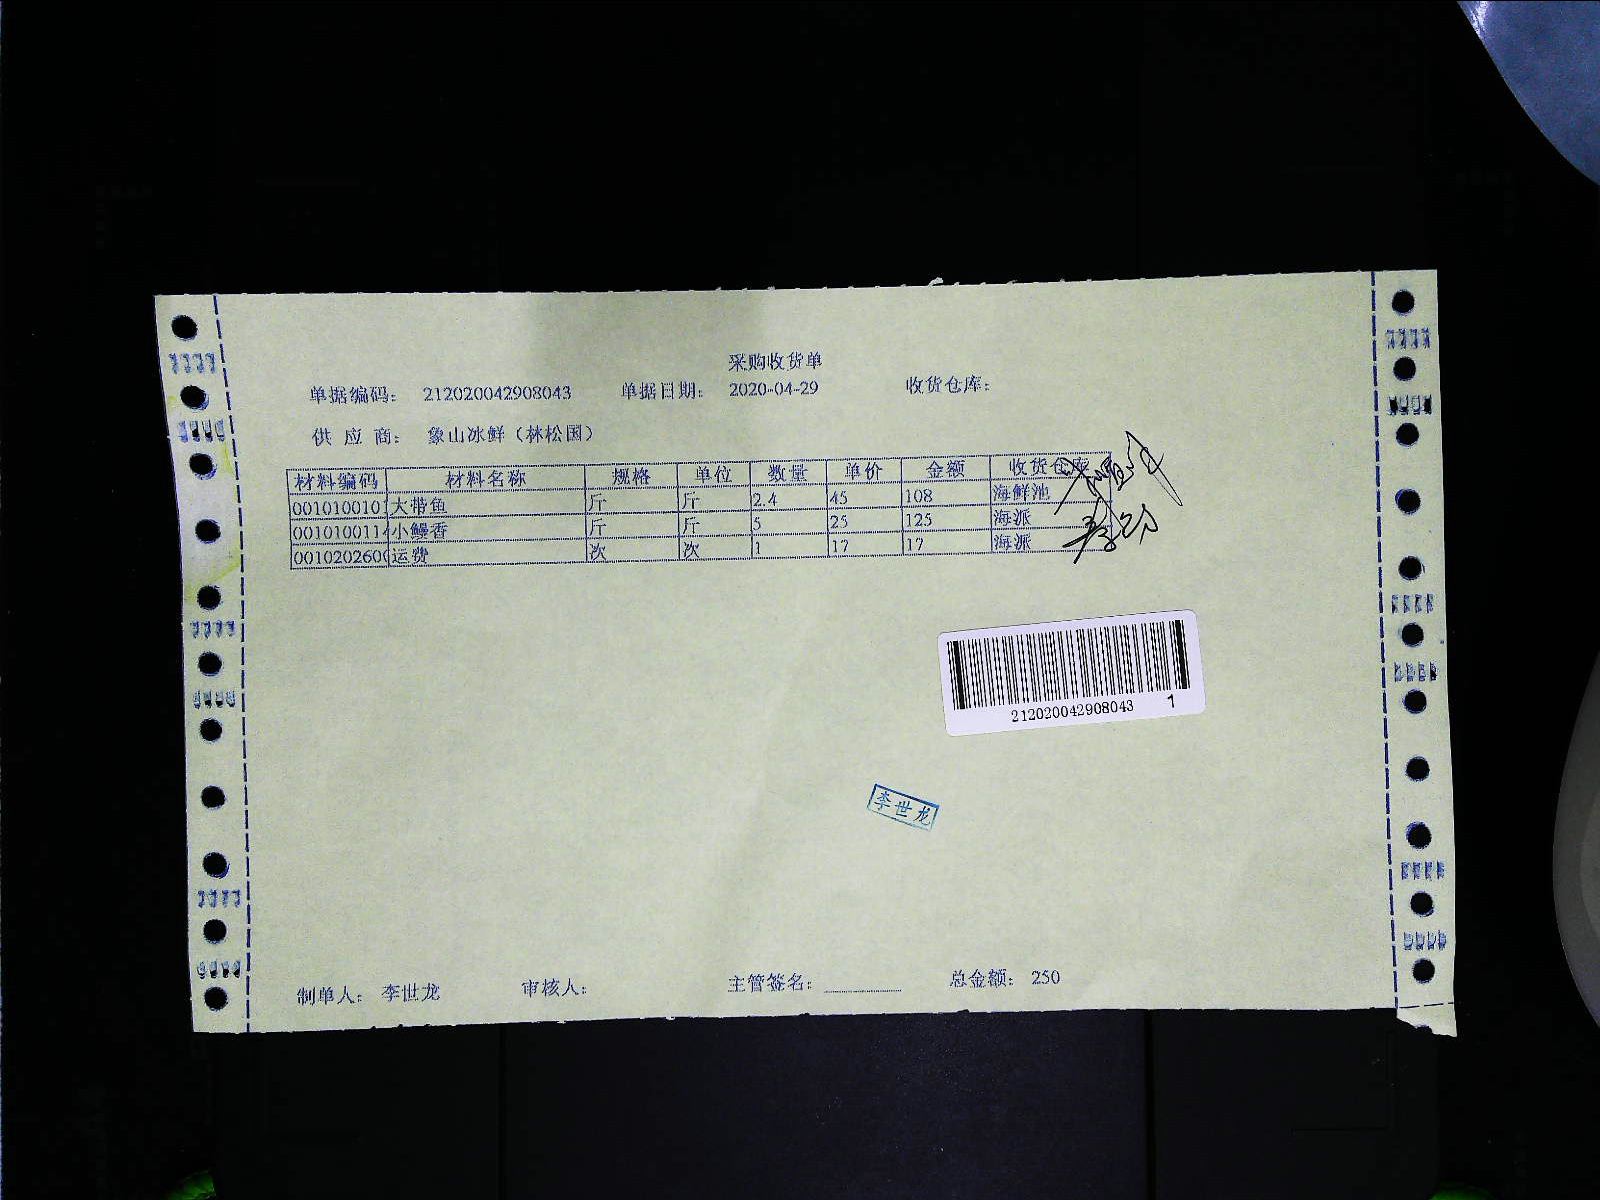 采购收货单
单据编码: 212020042908043 单据日期: 2020-04-29 收货仓库:
供 应 商: 象山冰鲜（林松国）
材料编码 材料名称 规格 单位 数量 单价 金额 收货仓库
0010100101 大带鱼 斤 斤 2.4 45 108 海鲜池
0010100114 小鳗香 斤 斤 5 25 125 海派
001020260 运费 次 次 1 17 17 海派
212020042908043 1
李世龙
制单人: 李世龙 审核人: 主管签名: 总金额: 250